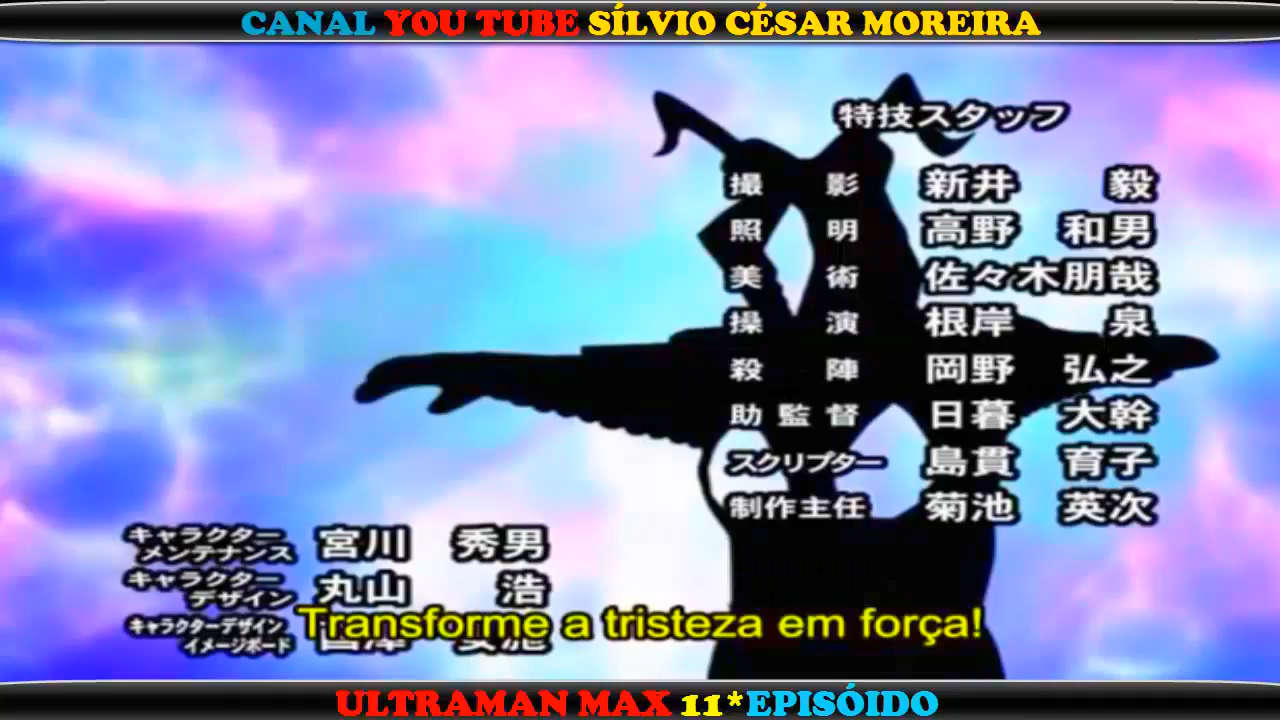 CANAL YOU TUBE SÍLVIO CÉSAR MOREIRA
特技スタッフ
撮影 新井 毅
照明 高野 和男
美術 佐々木朋哉
操演 根岸 泉
殺陣 岡野 弘之
助監督 日暮 大幹
スクリプター 島貫 育子
制作主任 菊池 英次
キャラクター
メンテナンス 宮川 秀男
キャラクター
デザイン 丸山 浩
キャラクターデザイン
イメージボード
Transforme a tristeza em força!
ULTRAMAN MAX 11*EPISÓIDO